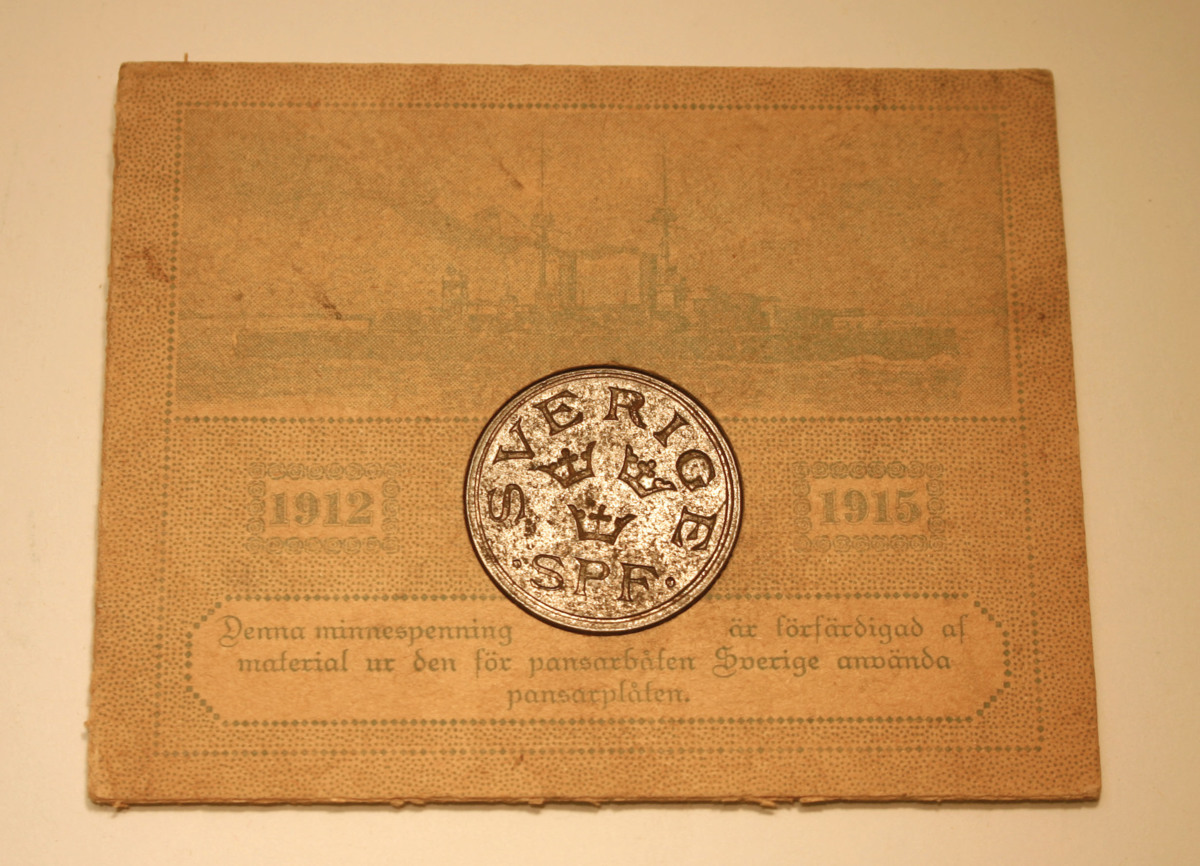 SVERIGE
1912
1915
·SPF·
Denna minnespenning är förfärdigad af
material ur den för pansarbåten Sverige använda
pansarplåten.